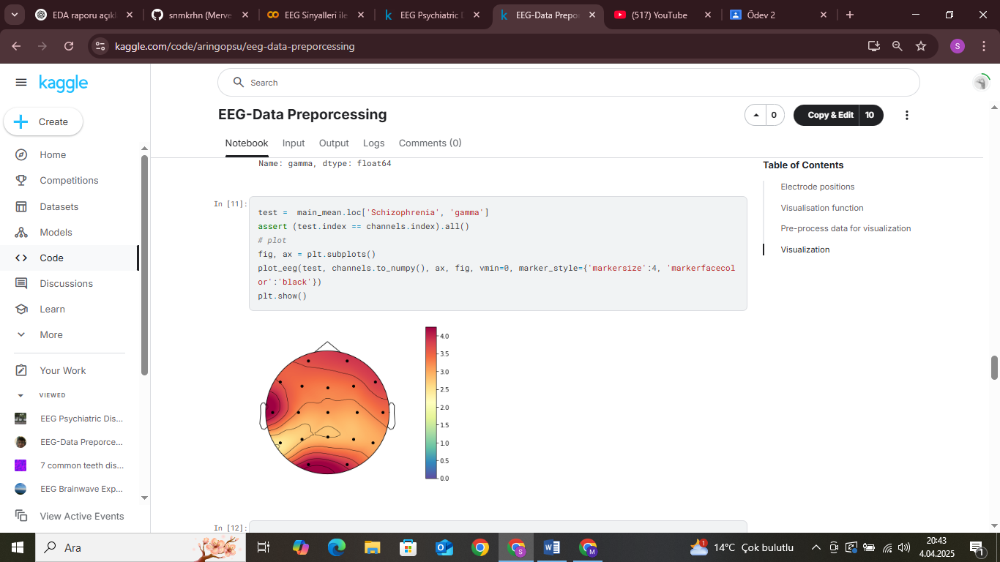 EDA raporu açıkl
snmkrhn (Merve
EEG Sinyalleri ile
EEG Psychiatric D
EEG-Data Prepor
(517) YouTube
Ödev 2
kaggle.com/code/aringopsu/eeg-data-preporcessing
S
kaggle
Search
Create
EEG-Data Preporcessing
0
Copy & Edit 10
Notebook
Input
Output
Logs
Comments (0)
Home
Competitions
Datasets
Models
Code
Discussions
Learn
More
Your Work
VIEWED
EEG Psychiatric Dis...
EEG-Data Preporce...
7 common teeth dis...
EEG Brainwave Exp...
View Active Events
Name: gamma, dtype: float64
In [11]:
test =  main_mean.loc['Schizophrenia', 'gamma']
assert (test.index == channels.index).all()
# plot
fig, ax = plt.subplots()
plot_eeg(test, channels.to_numpy(), ax, fig, vmin=0, marker_style={'markersize':4, 'markerfacecol
or':'black'})
plt.show()
4.0
3.5
3.0
2.5
2.0
1.5
1.0
0.5
0.0
In [12]:
Table of Contents
Electrode positions
Visualisation function
Pre-process data for visualization
Visualization
Ara
S
M
1
14°C Çok bulutlu
20:43
4.04.2025
1